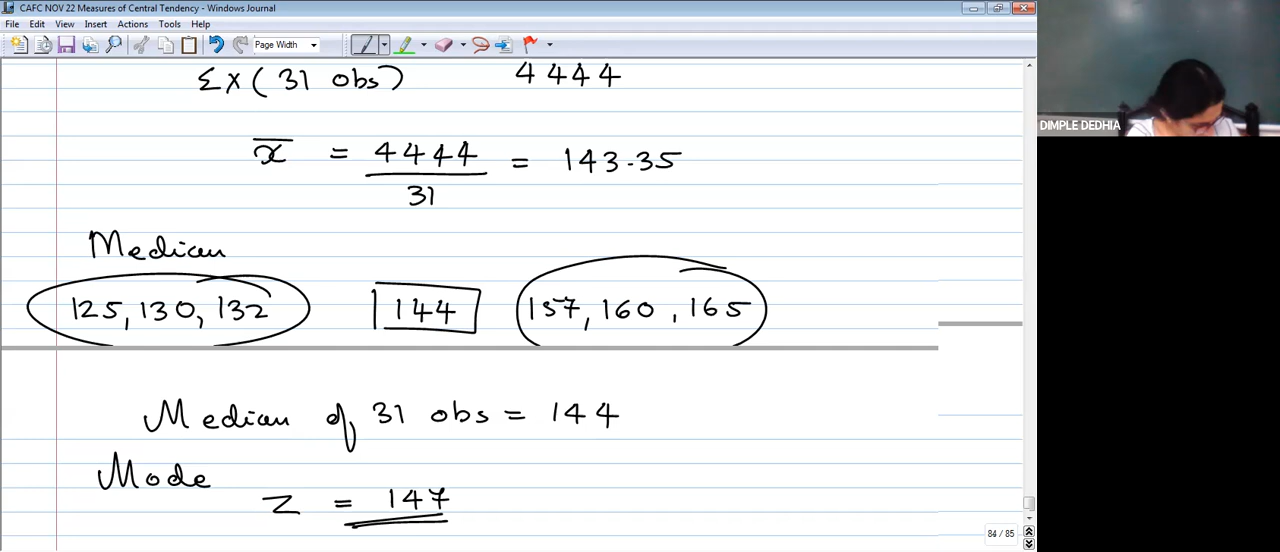 CAFC NOV 22 Measures of Central Tendency - Windows Journal
File Edit View Insert Actions Tools Help
Page Width
DIMPLE DEDHIA
Σx ( 31 obs) 4444
x̄ = 4444/31 = 143.35
Median
125, 130, 132 144 157, 160, 165
Median of 31 obs = 144
Mode
Z = 147
84 / 85